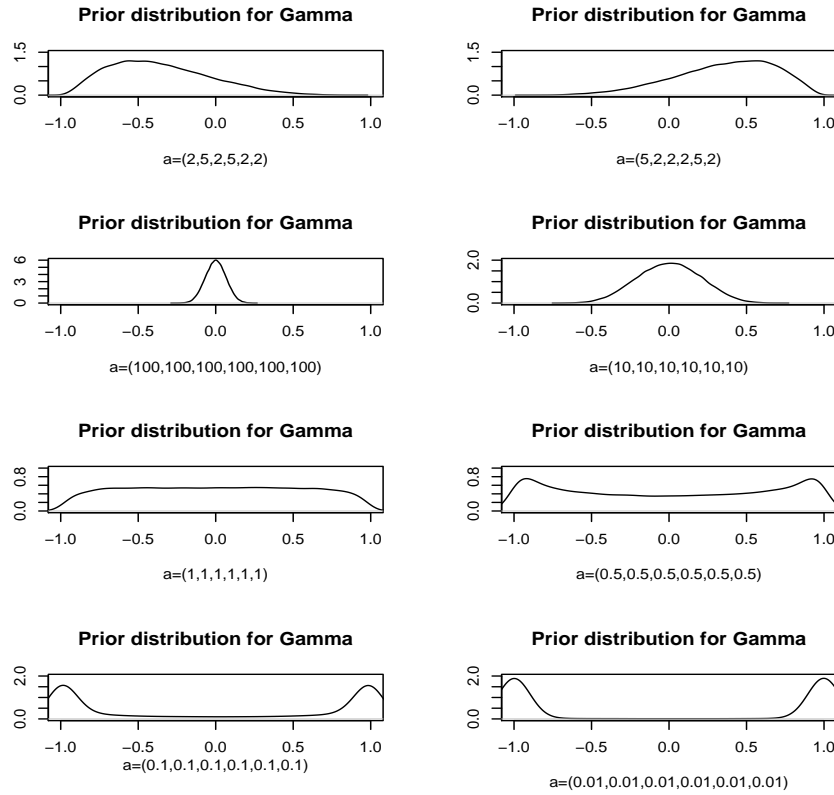 Prior distribution for Gamma
0.0 1.5
−1.0 −0.5 0.0 0.5 1.0
a=(2,5,2,5,2,2)
Prior distribution for Gamma
0.0 1.5
−1.0 −0.5 0.0 0.5 1.0
a=(5,2,2,2,5,2)
Prior distribution for Gamma
0 3 6
−1.0 −0.5 0.0 0.5 1.0
a=(100,100,100,100,100,100)
Prior distribution for Gamma
0.0 2.0
−1.0 −0.5 0.0 0.5 1.0
a=(10,10,10,10,10,10)
Prior distribution for Gamma
0.0 0.8
−1.0 −0.5 0.0 0.5 1.0
a=(1,1,1,1,1,1)
Prior distribution for Gamma
0.0 0.8
−1.0 −0.5 0.0 0.5 1.0
a=(0.5,0.5,0.5,0.5,0.5,0.5)
Prior distribution for Gamma
0.0 2.0
−1.0 −0.5 0.0 0.5 1.0
a=(0.1,0.1,0.1,0.1,0.1,0.1)
Prior distribution for Gamma
0.0 2.0
−1.0 −0.5 0.0 0.5 1.0
a=(0.01,0.01,0.01,0.01,0.01,0.01)